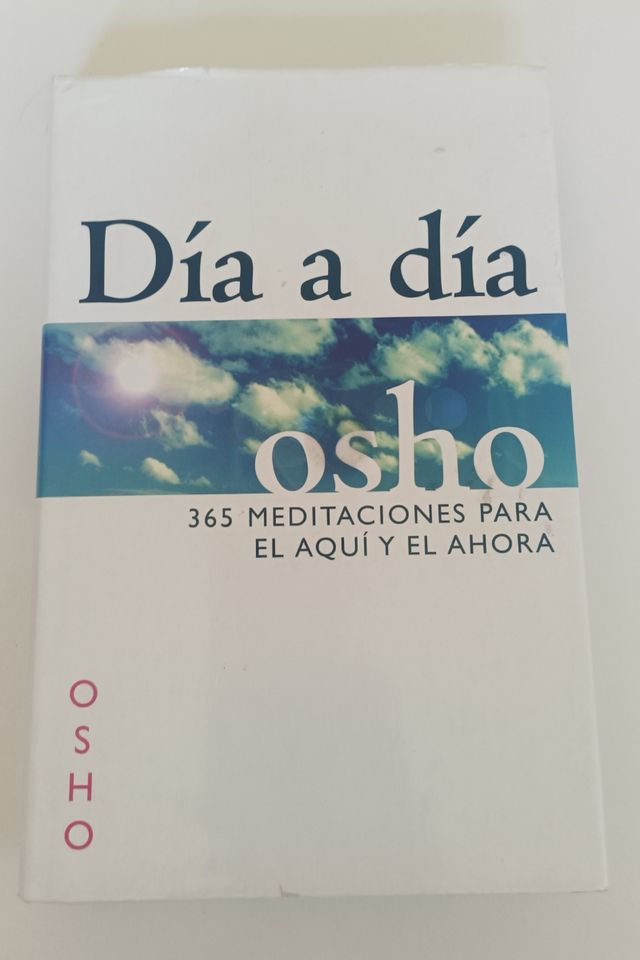 Día a día
osho
365 MEDITACIONES PARA
EL AQUÍ Y EL AHORA
O
S
H
O